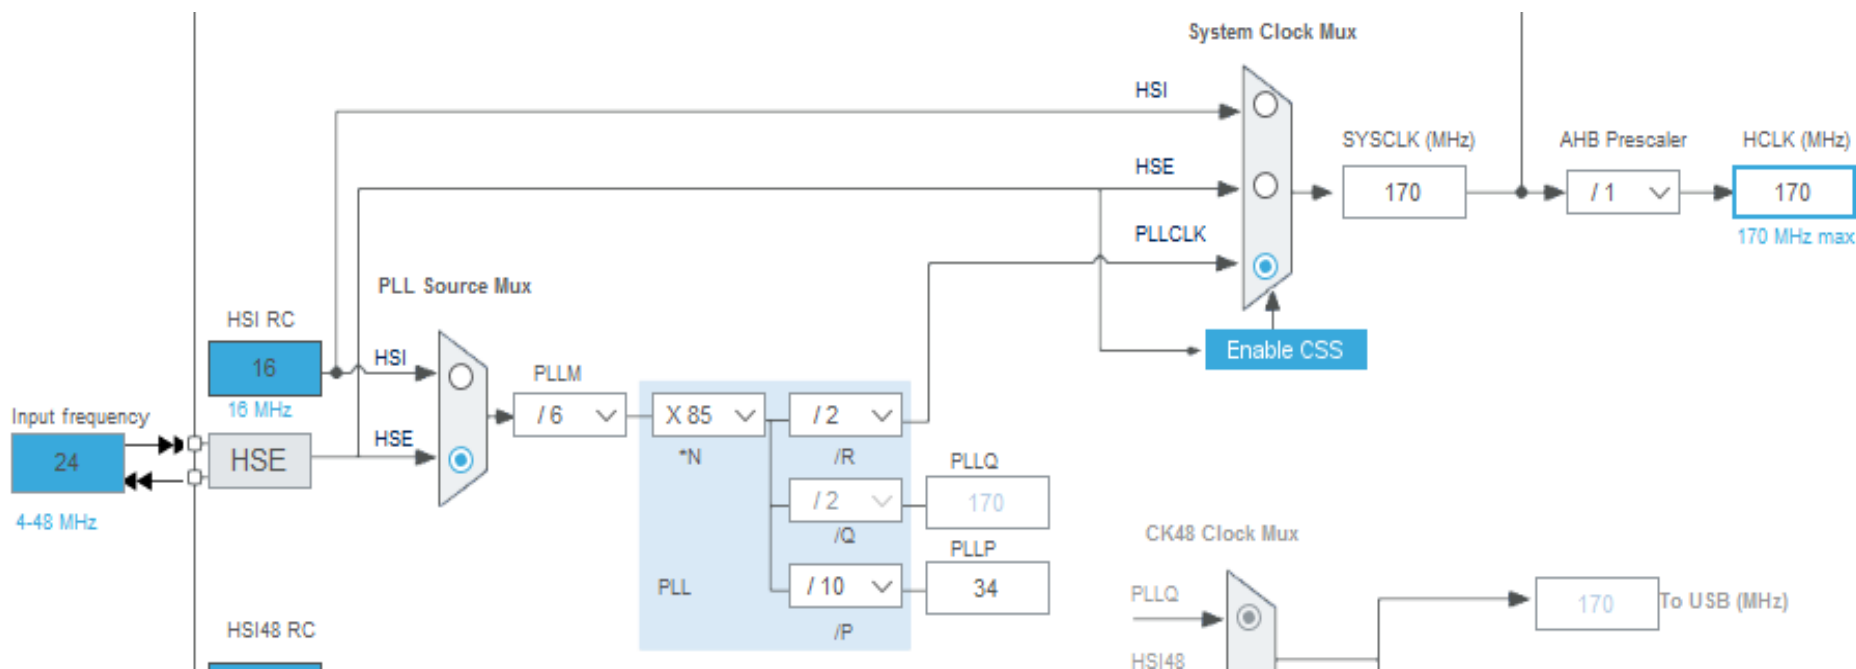 System Clock Mux
HSI
SYSCLK (MHz)
AHB Prescaler
HCLK (MHz)
HSE
170
/ 1
170
PLLCLK
170 MHz max
PLL Source Mux
HSI RC
Enable CSS
16
HSI
PLLM
16 MHz
Input frequency
/ 6
X 85
/ 2
HSE
24
HSE
*N
/R
PLLQ
/ 2
170
4-48 MHz
/Q
CK48 Clock Mux
PLLP
PLL
/ 10
34
PLLQ
170
To USB (MHz)
HSI48 RC
/P
HSI48